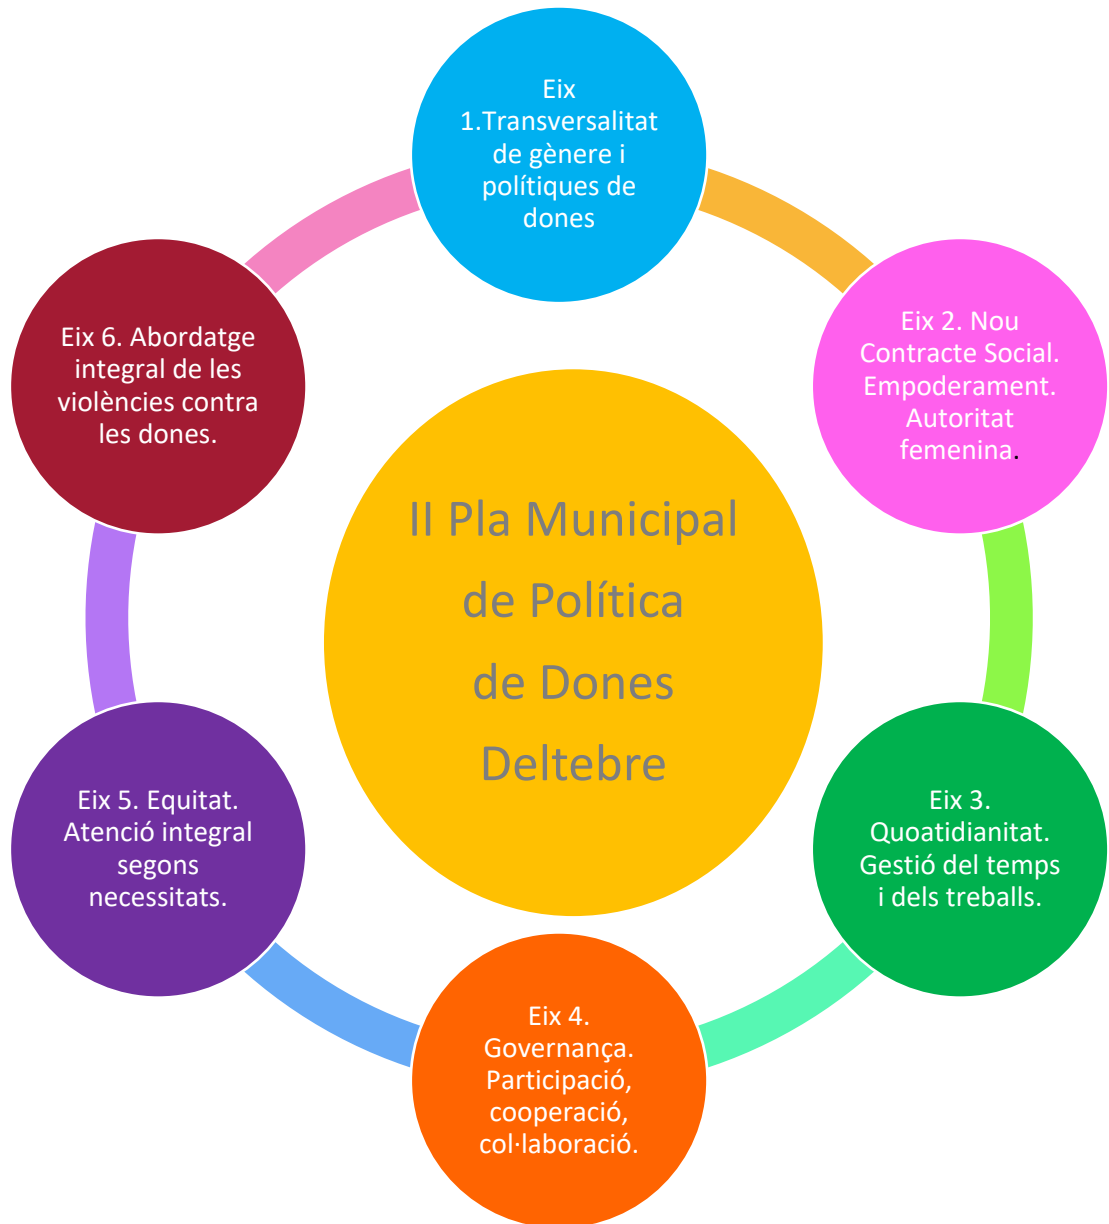 Eix
1.Transversalitat
de gènere i
polítiques de
dones
Eix 2. Nou
Contracte Social.
Empoderament.
Autoritat
femenina.
Eix 3.
Quoatidianitat.
Gestió del temps
i dels treballs.
Eix 4.
Governança.
Participació,
cooperació,
col·laboració.
Eix 5. Equitat.
Atenció integral
segons
necessitats.
Eix 6. Abordatge
integral de les
violències contra
les dones.
II Pla Municipal
de Política
de Dones
Deltebre